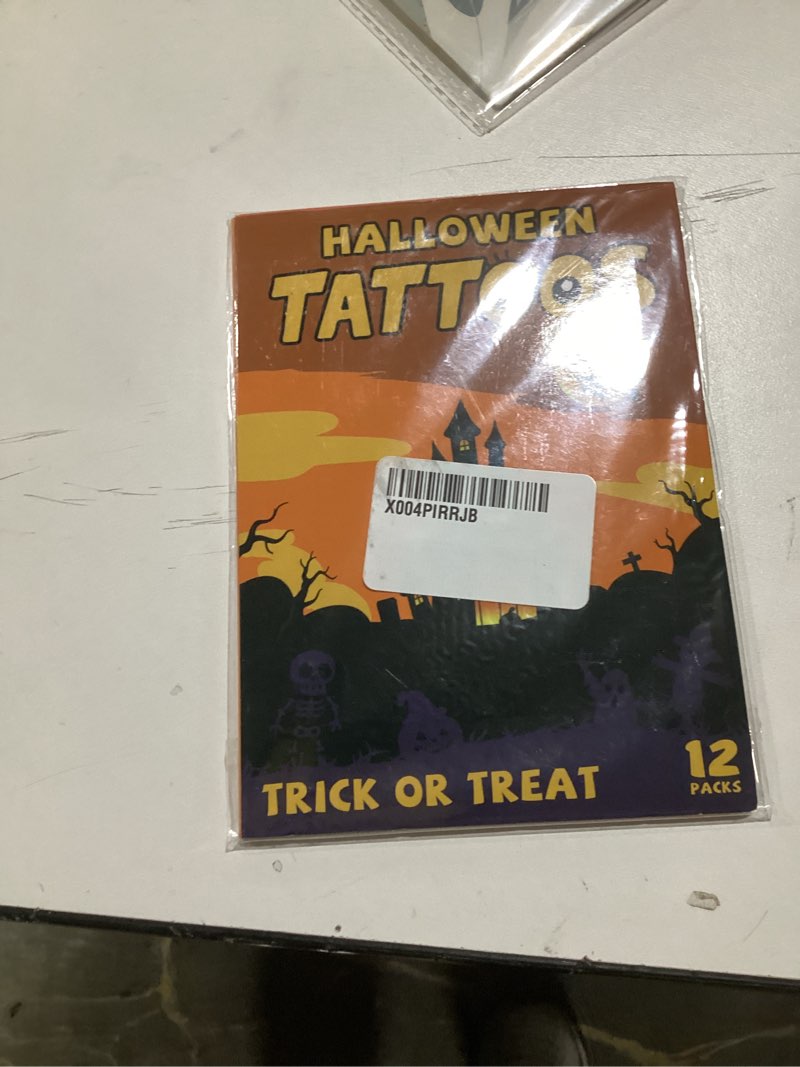 HALLOWEEN
TATTOOS
X004PIRRJB
TRICK OR TREAT
12
PACKS